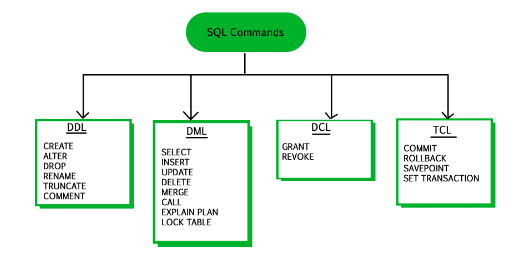 SQL Commands
DDL
CREATE
ALTER
DROP
RENAME
TRUNCATE
COMMENT
DML
SELECT
INSERT
UPDATE
DELETE
MERGE
CALL
EXPLAIN PLAN
LOCK TABLE
DCL
GRANT
REVOKE
TCL
COMMIT
ROLLBACK
SAVEPOINT
SET TRANSACTION